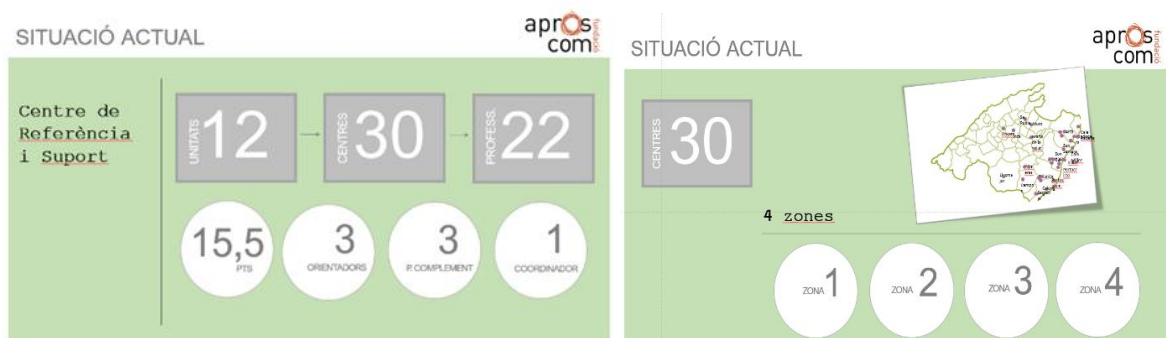 SITUACIÓ ACTUAL
aprOs
com
fundació
Centre de
Referència
i Suport
UNITATS 12
CENTRES 30
PROFESS. 22
15,5 PTS
3 ORIENTADORS
3 P.COMPLEMENT
1 COORDINADOR
SITUACIÓ ACTUAL
aprOs
com
fundació
CENTRES 30
4 zones
ZONA 1
ZONA 2
ZONA 3
ZONA 4